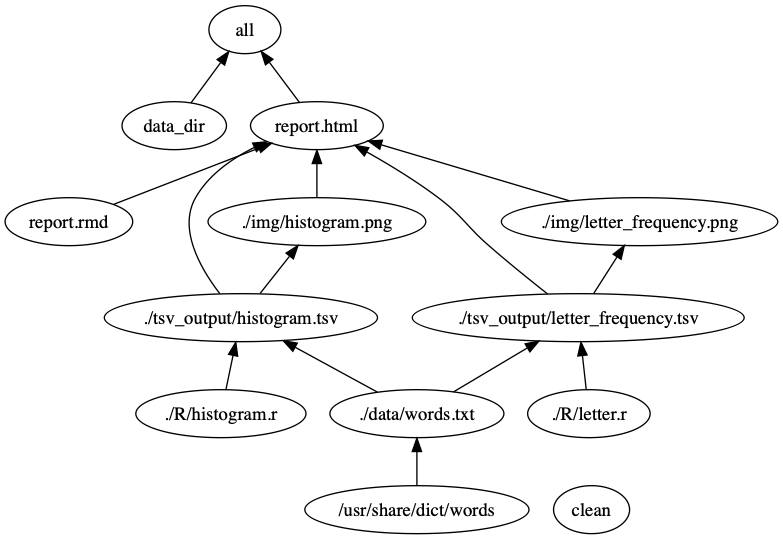 all
data_dir
report.html
report.rmd
./img/histogram.png
./img/letter_frequency.png
./tsv_output/histogram.tsv
./tsv_output/letter_frequency.tsv
./R/histogram.r
./data/words.txt
./R/letter.r
/usr/share/dict/words
clean